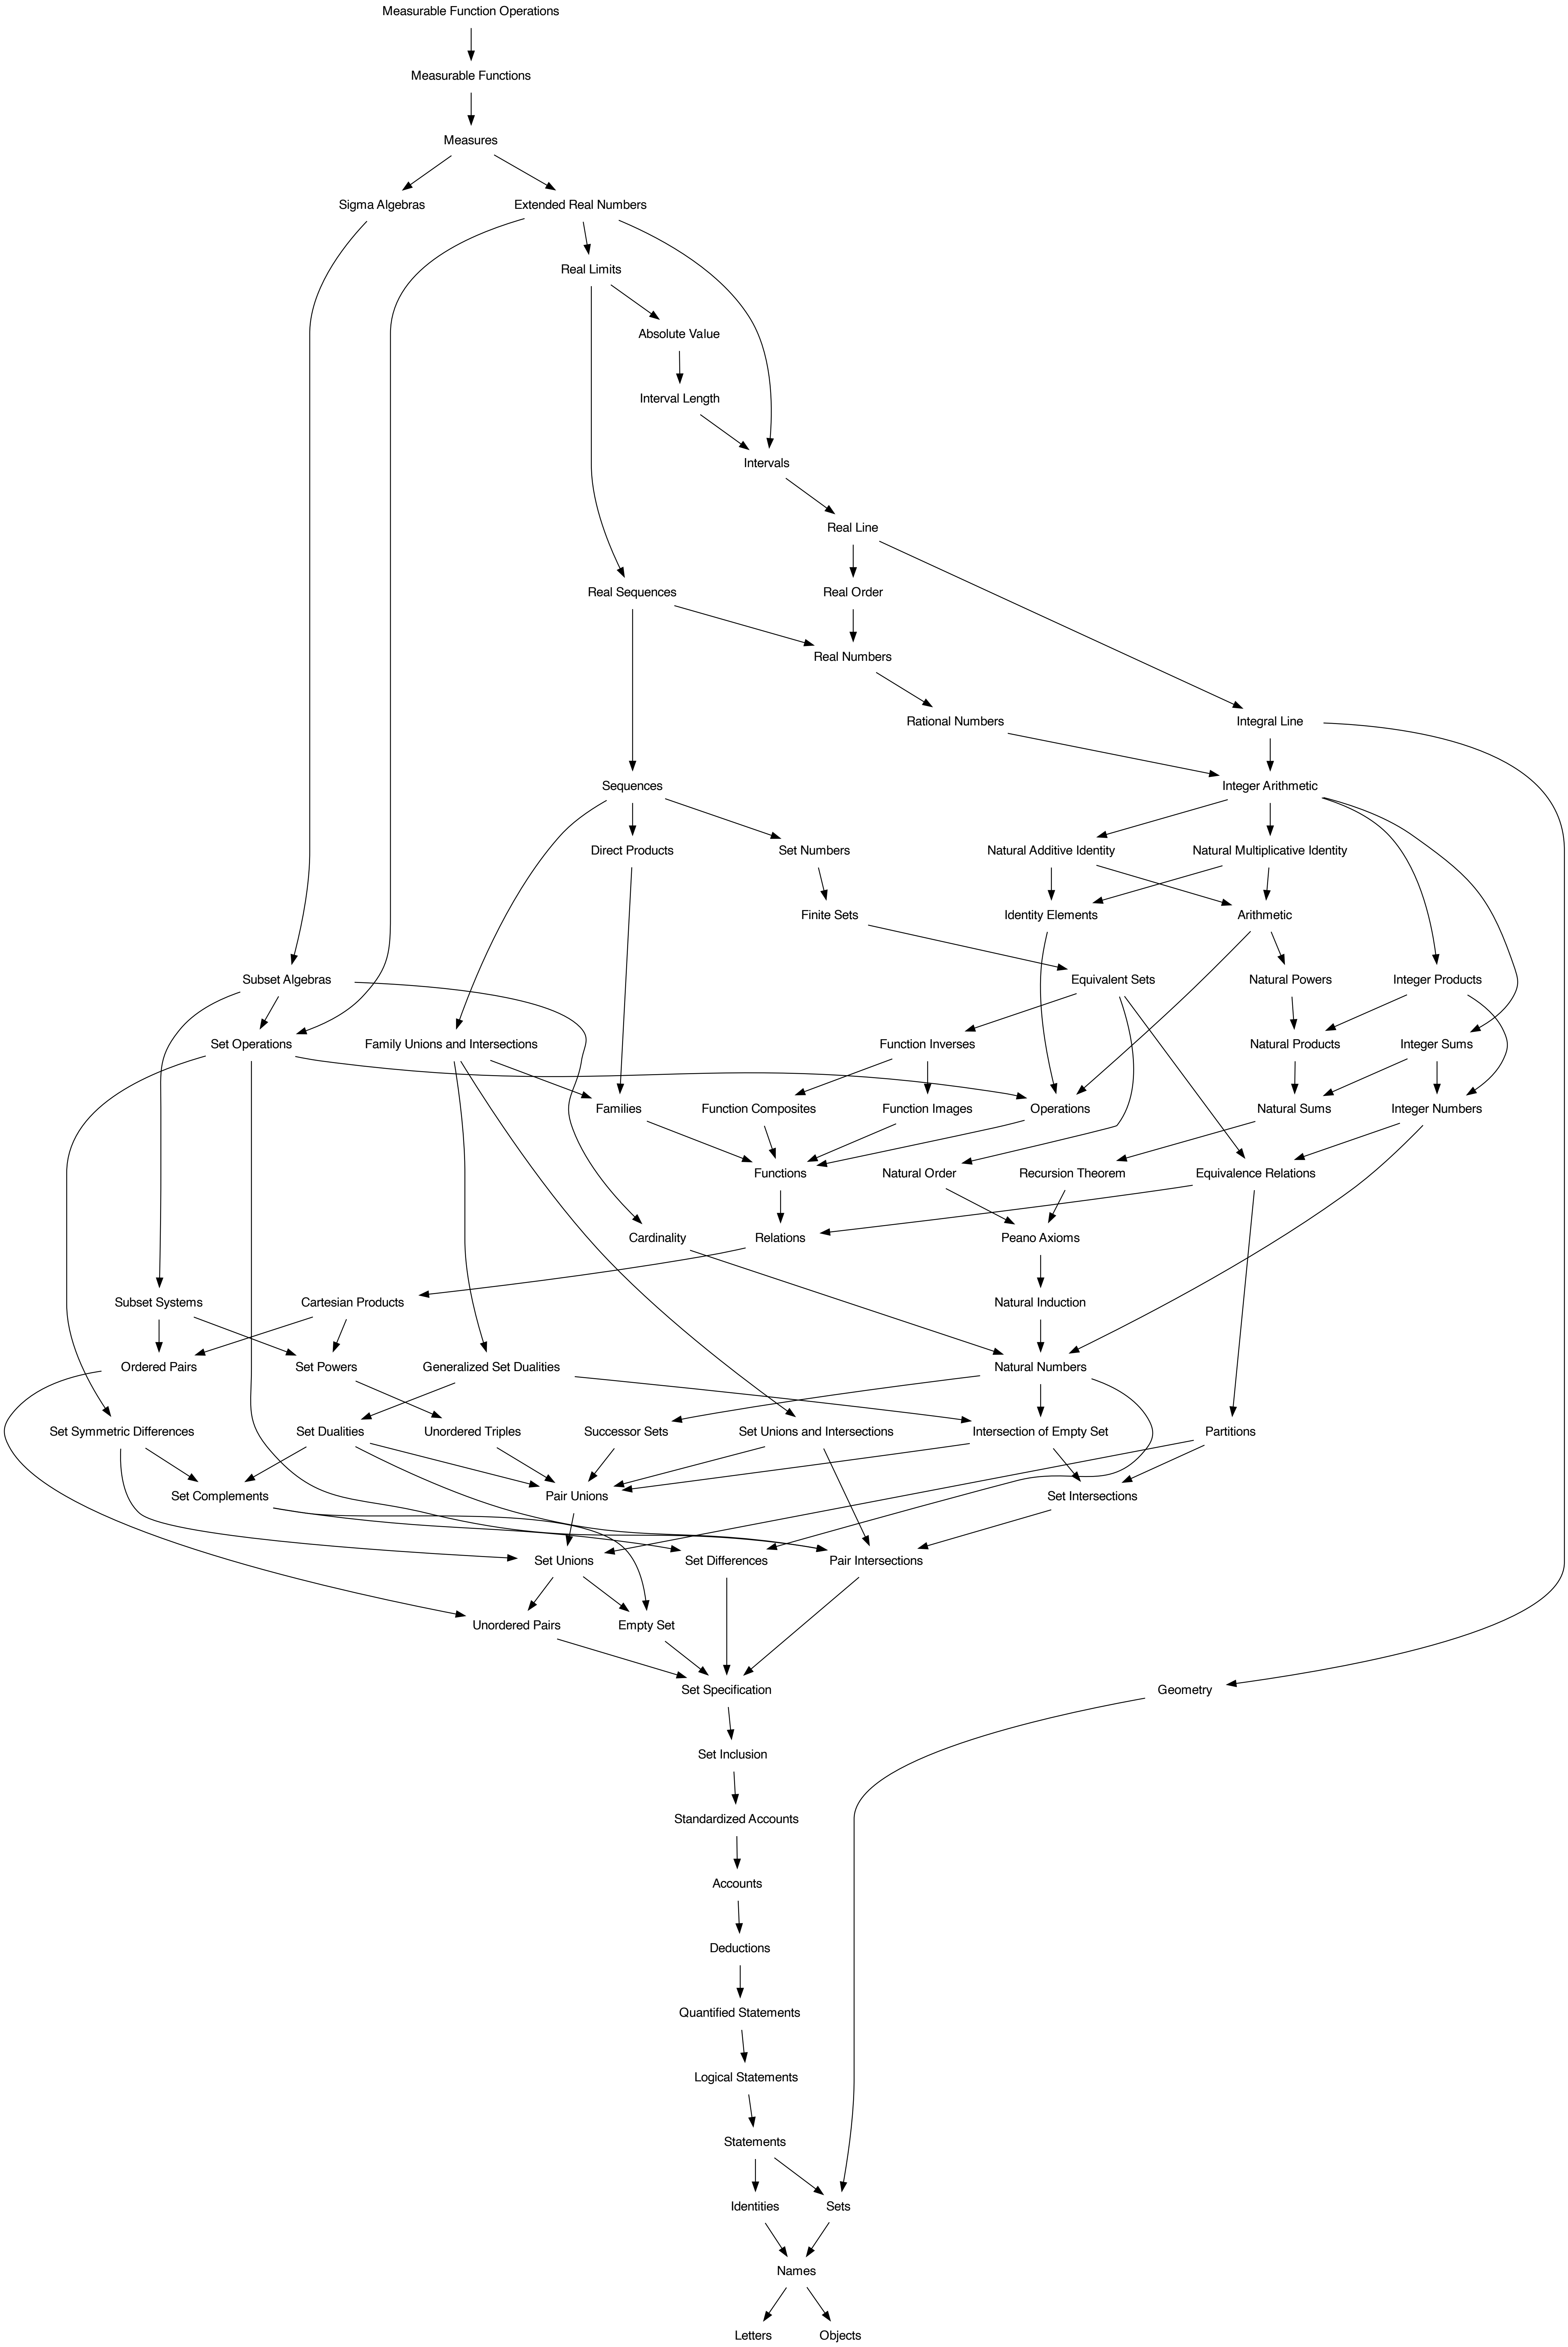 Measurable Function Operations
Measurable Functions
Measures
Sigma Algebras
Extended Real Numbers
Real Limits
Absolute Value
Interval Length
Intervals
Real Line
Real Sequences
Real Order
Real Numbers
Rational Numbers
Integral Line
Sequences
Integer Arithmetic
Direct Products
Set Numbers
Natural Additive Identity
Natural Multiplicative Identity
Finite Sets
Identity Elements
Arithmetic
Subset Algebras
Equivalent Sets
Natural Powers
Integer Products
Set Operations
Family Unions and Intersections
Function Inverses
Natural Products
Integer Sums
Families
Function Composites
Function Images
Operations
Natural Sums
Integer Numbers
Functions
Natural Order
Recursion Theorem
Equivalence Relations
Cardinality
Relations
Peano Axioms
Subset Systems
Cartesian Products
Natural Induction
Ordered Pairs
Set Powers
Generalized Set Dualities
Natural Numbers
Set Symmetric Differences
Set Dualities
Unordered Triples
Successor Sets
Set Unions and Intersections
Intersection of Empty Set
Partitions
Set Complements
Pair Unions
Set Intersections
Set Unions
Set Differences
Pair Intersections
Unordered Pairs
Empty Set
Set Specification
Geometry
Set Inclusion
Standardized Accounts
Accounts
Deductions
Quantified Statements
Logical Statements
Statements
Identities
Sets
Names
Letters
Objects